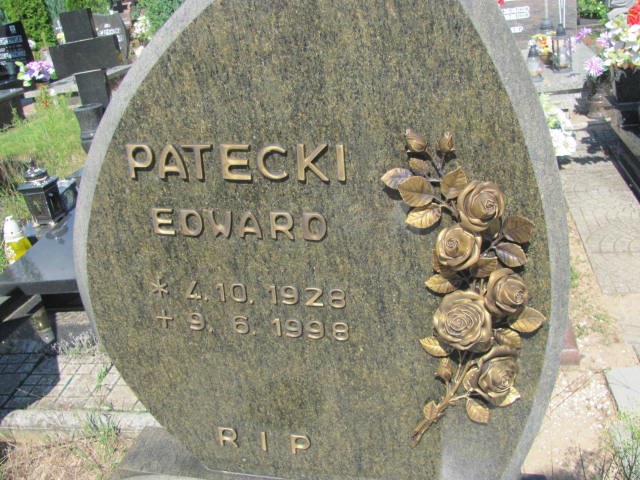 PATECKI
EDWARD
* 4.10.1928
+ 9.6.1998
RIP